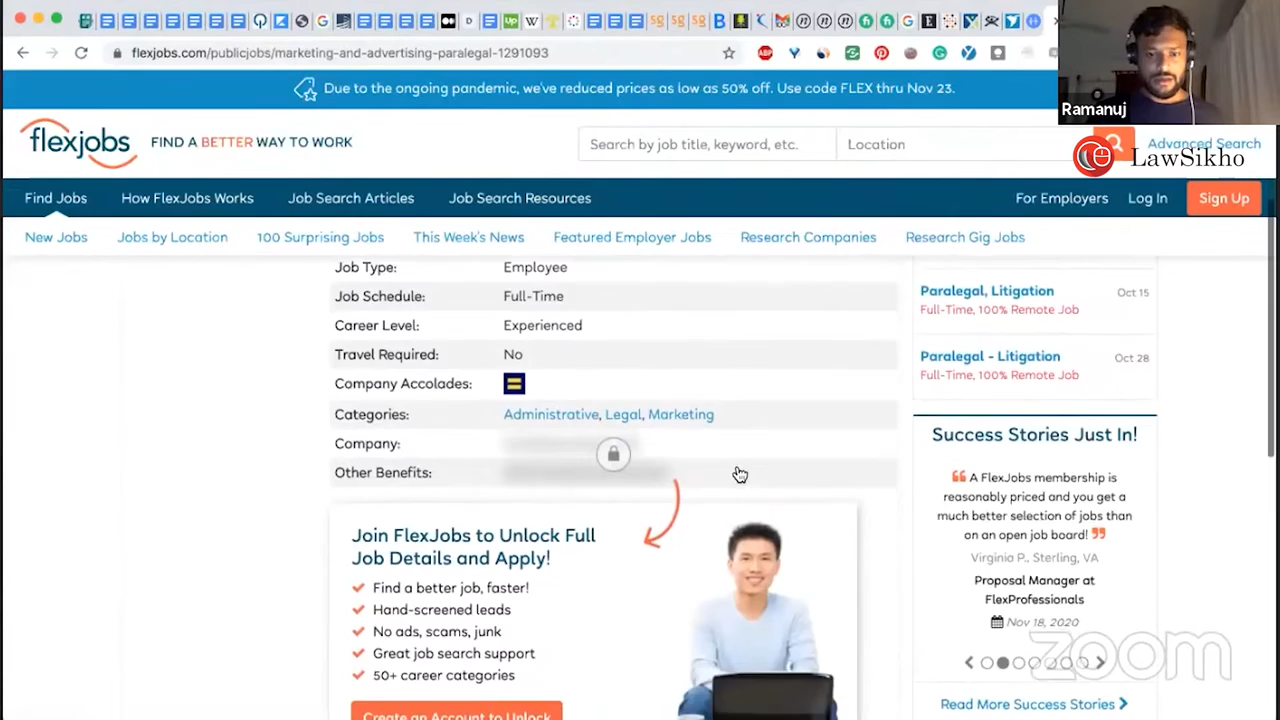 flexjobs.com/publicjobs/marketing-and-advertising-paralegal-1291093
Ramanuj
Due to the ongoing pandemic, we've reduced prices as low as 50% off. Use code FLEX thru Nov 23.
flexjobs
FIND A BETTER WAY TO WORK
Search by job title, keyword, etc.
Location
Advanced Search
LawSikho
Find Jobs
How FlexJobs Works
Job Search Articles
Job Search Resources
For Employers
Log In
Sign Up
New Jobs
Jobs by Location
100 Surprising Jobs
This Week's News
Featured Employer Jobs
Research Companies
Research Gig Jobs
Job Type: Employee
Job Schedule: Full-Time
Career Level: Experienced
Travel Required: No
Company Accolades:
Categories: Administrative, Legal, Marketing
Company:
Other Benefits:
Join FlexJobs to Unlock Full
Job Details and Apply!
Find a better job, faster!
Hand-screened leads
No ads, scams, junk
Great job search support
50+ career categories
Create an Account to Unlock
Paralegal, Litigation Oct 15
Full-Time, 100% Remote Job
Paralegal - Litigation Oct 28
Full-Time, 100% Remote Job
Success Stories Just In!
❝ A FlexJobs membership is
reasonably priced and you get a
much better selection of jobs than
on an open job board! ❞
Virginia P., Sterling, VA
Proposal Manager at
FlexProfessionals
Nov 18, 2020
zoom
Read More Success Stories